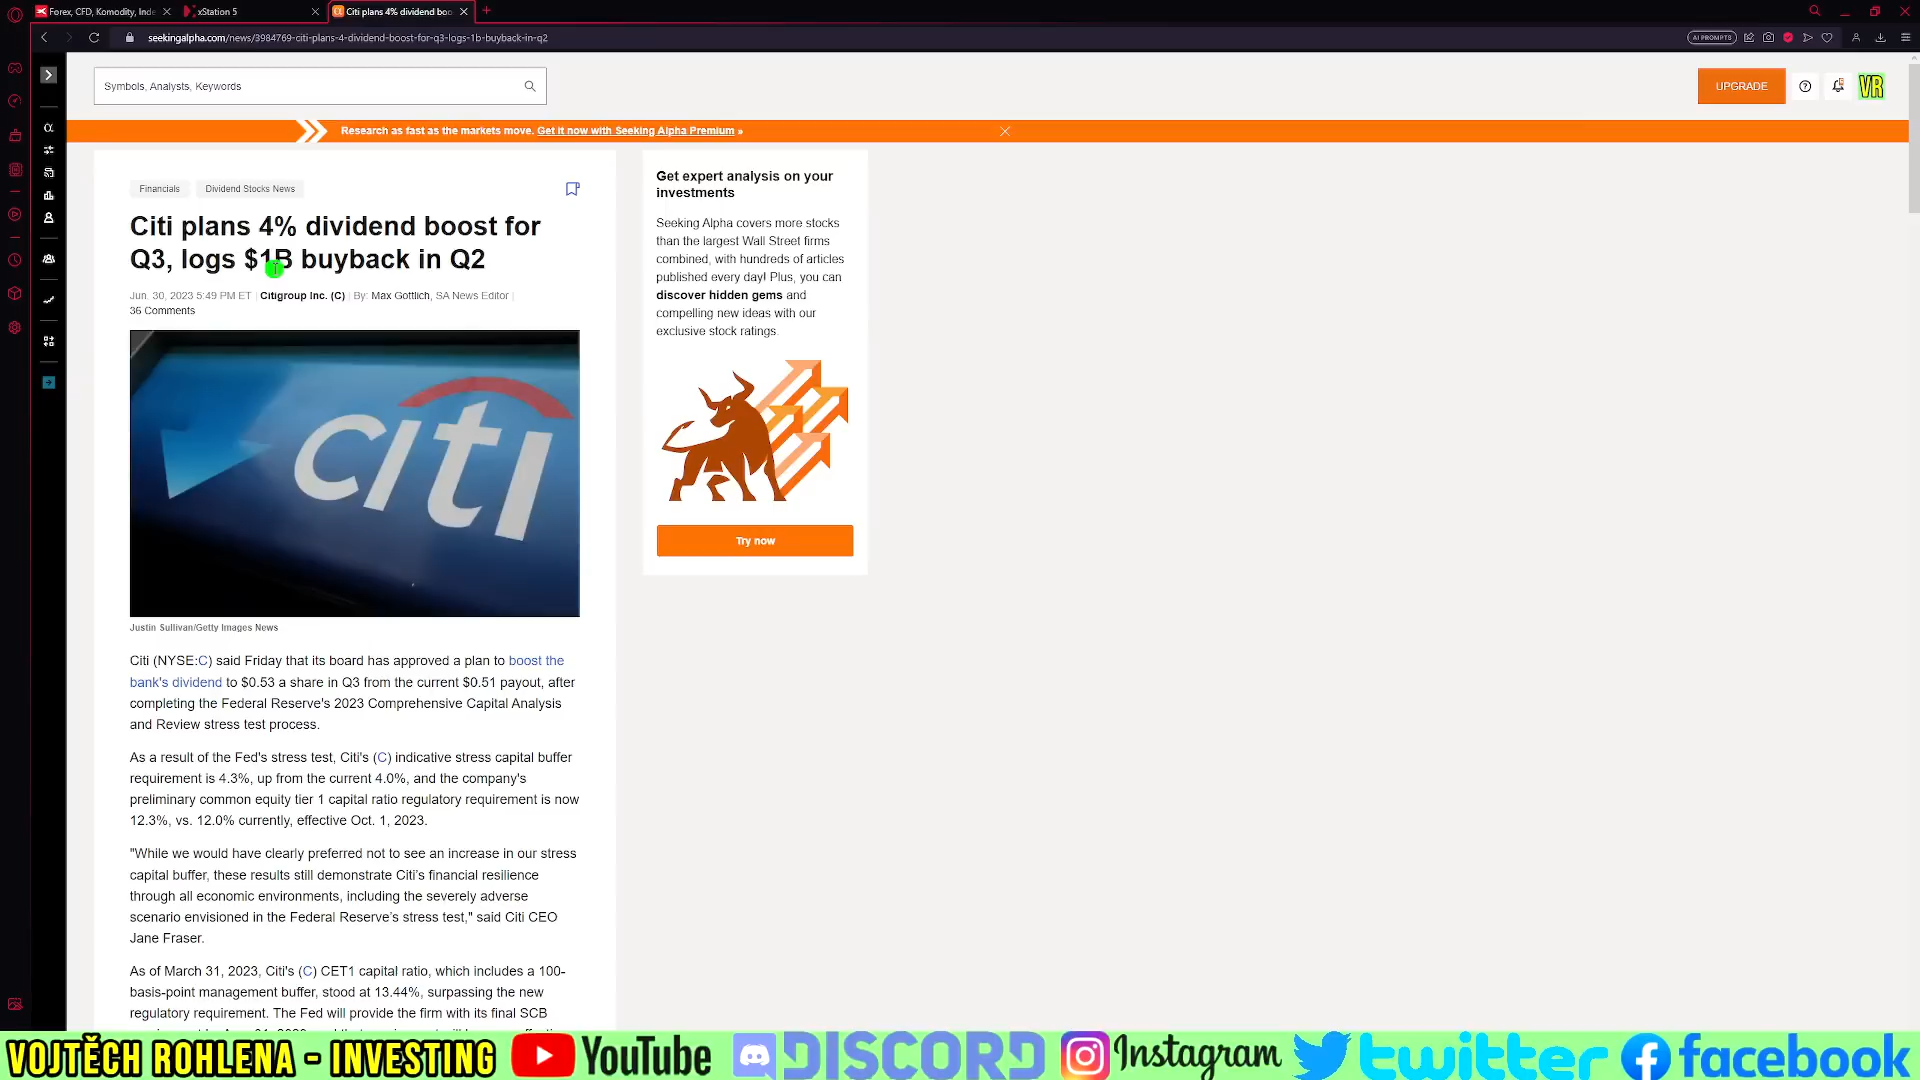 Forex, CFD, Komodity, Inde
xStation 5
Citi plans 4% dividend boo
seekingalpha.com/news/3984769-citi-plans-4-dividend-boost-for-q3-logs-1b-buyback-in-q2
AI PROMPTS
Symbols, Analysts, Keywords
UPGRADE
VR
Research as fast as the markets move. Get it now with Seeking Alpha Premium »
Financials
Dividend Stocks News
Citi plans 4% dividend boost for
Q3, logs $1B buyback in Q2
Jun. 30, 2023 5:49 PM ET | Citigroup Inc. (C) | By: Max Gottlich, SA News Editor |
36 Comments
citi
Justin Sullivan/Getty Images News
Citi (NYSE:C) said Friday that its board has approved a plan to boost the
bank's dividend to $0.53 a share in Q3 from the current $0.51 payout, after
completing the Federal Reserve's 2023 Comprehensive Capital Analysis
and Review stress test process.
As a result of the Fed's stress test, Citi's (C) indicative stress capital buffer
requirement is 4.3%, up from the current 4.0%, and the company's
preliminary common equity tier 1 capital ratio regulatory requirement is now
12.3%, vs. 12.0% currently, effective Oct. 1, 2023.
"While we would have clearly preferred not to see an increase in our stress
capital buffer, these results still demonstrate Citi's financial resilience
through all economic environments, including the severely adverse
scenario envisioned in the Federal Reserve's stress test," said Citi CEO
Jane Fraser.
As of March 31, 2023, Citi's (C) CET1 capital ratio, which includes a 100-
basis-point management buffer, stood at 13.44%, surpassing the new
regulatory requirement. The Fed will provide the firm with its final SCB
Get expert analysis on your
investments
Seeking Alpha covers more stocks
than the largest Wall Street firms
combined, with hundreds of articles
published every day! Plus, you can
discover hidden gems and
compelling new ideas with our
exclusive stock ratings.
Try now
VOJTĚCH ROHLENA - INVESTING
YouTube
DISCORD
Instagram
twitter
facebook